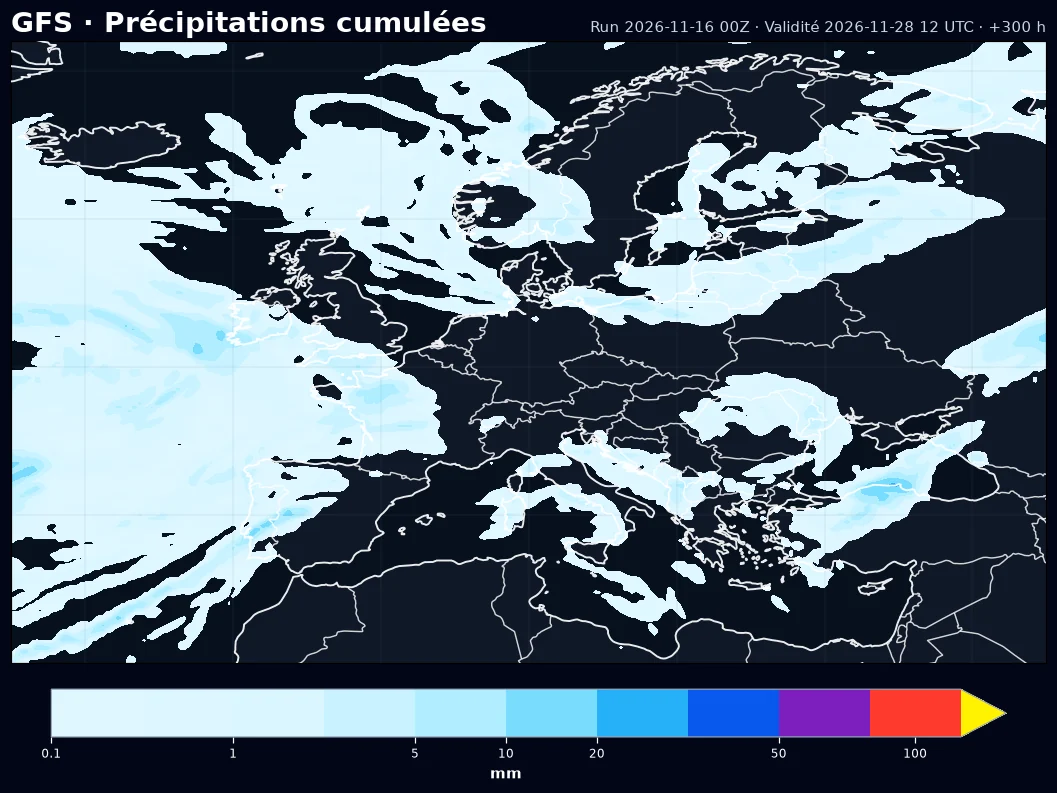 GFS · Précipitations cumulées
Run 2026-11-16 00Z · Validité 2026-11-28 12 UTC · +300 h
0.1 1 5 10 20 50 100
mm